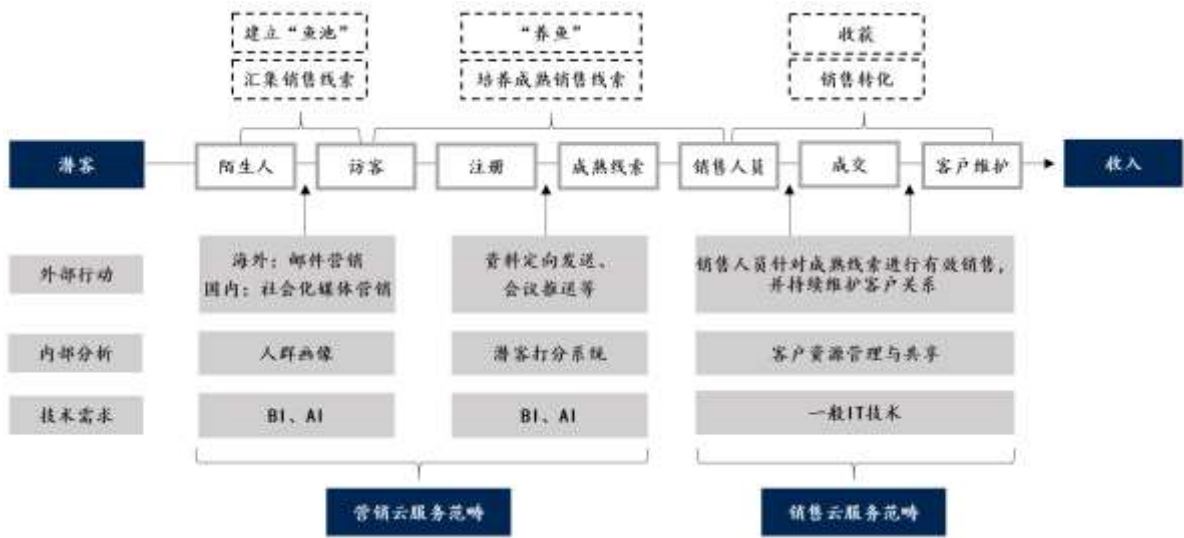 建立“鱼池”
“养鱼”
收获
汇集销售线索
培养成熟销售线索
销售转化
潜客
陌生人
访客
注册
成熟线索
销售人员
成交
客户维护
收入
外部行动
海外：邮件营销
国内：社会化媒体营销
资料定向发送、
会议推送等
销售人员针对成熟线索进行有效销售，
并持续维护客户关系
内部分析
人群画像
潜客打分系统
客户资源管理与共享
技术需求
BI、AI
BI、AI
一般IT技术
营销云服务范畴
销售云服务范畴